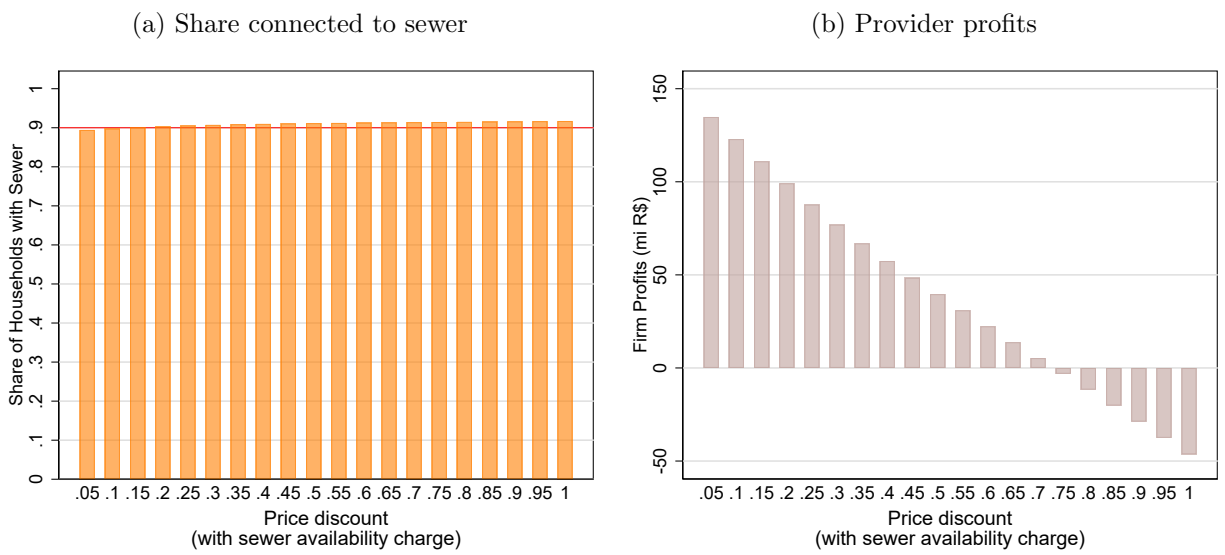 (a) Share connected to sewer
Share of Households with Sewer
1
.9
.8
.7
.6
.5
.4
.3
.2
.1
0
.05 .1 .15 .2 .25 .3 .35 .4 .45 .5 .55 .6 .65 .7 .75 .8 .85 .9 .95 1
Price discount
(with sewer availability charge)
(b) Provider profits
Firm Profits (mi R$)
150
100
50
0
-50
.05 .1 .15 .2 .25 .3 .35 .4 .45 .5 .55 .6 .65 .7 .75 .8 .85 .9 .95 1
Price discount
(with sewer availability charge)